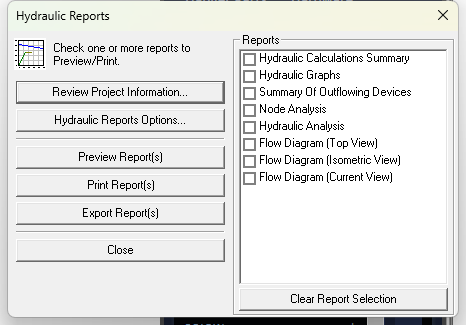 Hydraulic Reports
Check one or more reports to
Preview/Print.
Review Project Information...
Hydraulic Reports Options...
Preview Report(s)
Print Report(s)
Export Report(s)
Close
Reports
Hydraulic Calculations Summary
Hydraulic Graphs
Summary Of Outflowing Devices
Node Analysis
Hydraulic Analysis
Flow Diagram (Top View)
Flow Diagram (Isometric View)
Flow Diagram (Current View)
Clear Report Selection